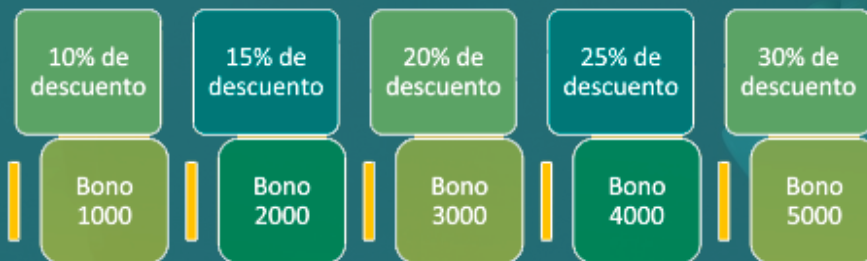 10% de
descuento
15% de
descuento
20% de
descuento
25% de
descuento
30% de
descuento
Bono
1000
Bono
2000
Bono
3000
Bono
4000
Bono
5000